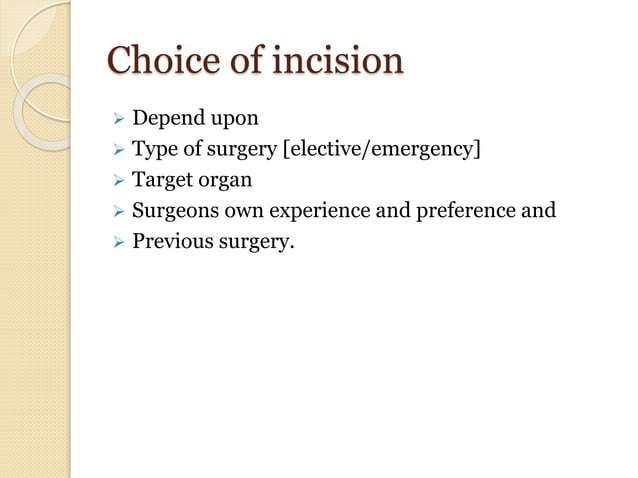 Choice of incision
Depend upon
Type of surgery [elective/emergency]
Target organ
Surgeons own experience and preference and
Previous surgery.